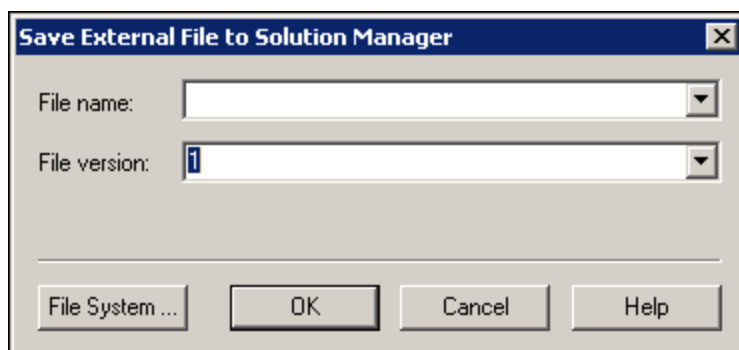 Save External File to Solution Manager
File name:
File version: 1
File System ... OK Cancel Help